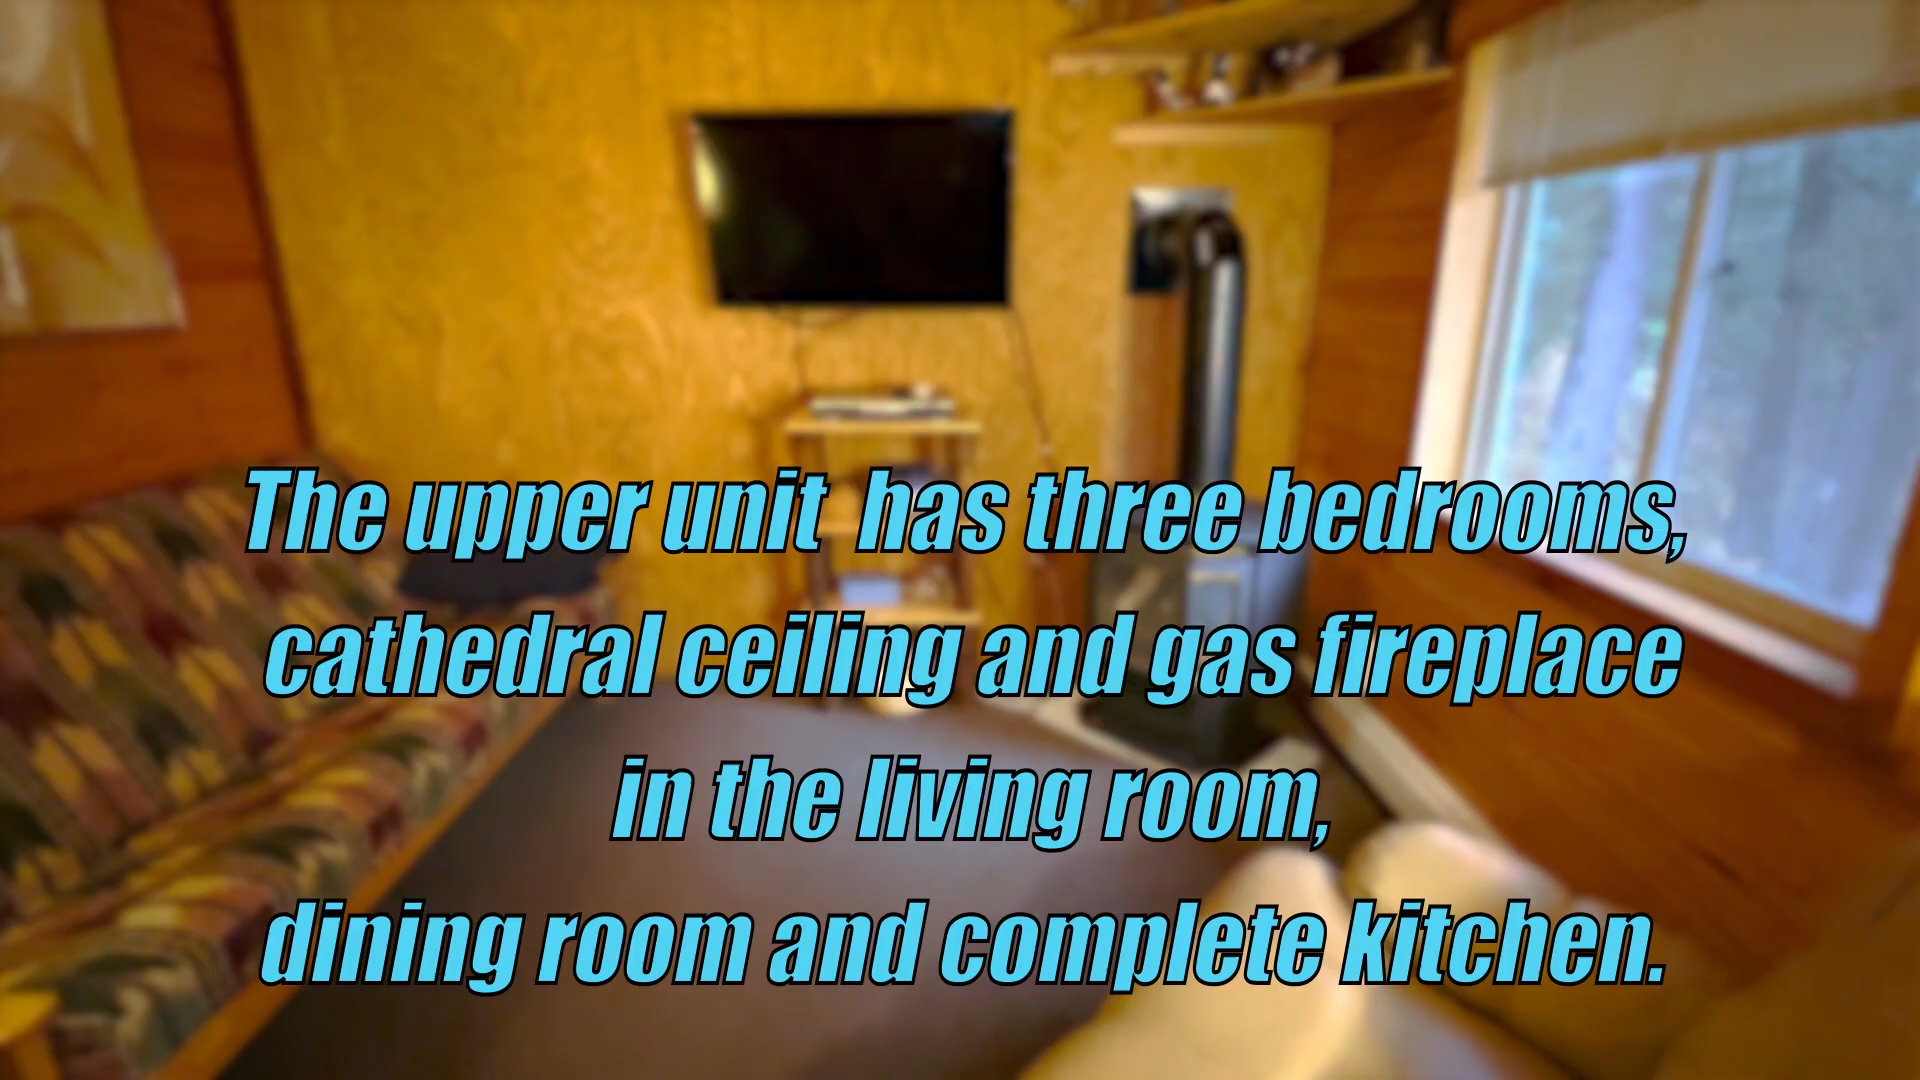 The upper unit  has three bedrooms,
cathedral ceiling and gas fireplace
in the living room,
dining room and complete kitchen.